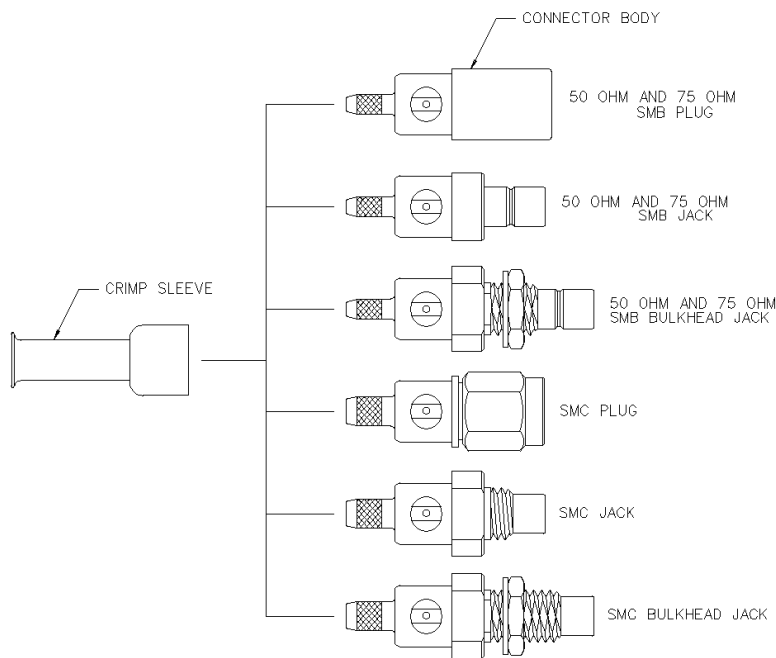 CONNECTOR BODY
50 OHM AND 75 OHM
SMB PLUG
50 OHM AND 75 OHM
SMB JACK
CRIMP SLEEVE
50 OHM AND 75 OHM
SMB BULKHEAD JACK
SMC PLUG
SMC JACK
SMC BULKHEAD JACK